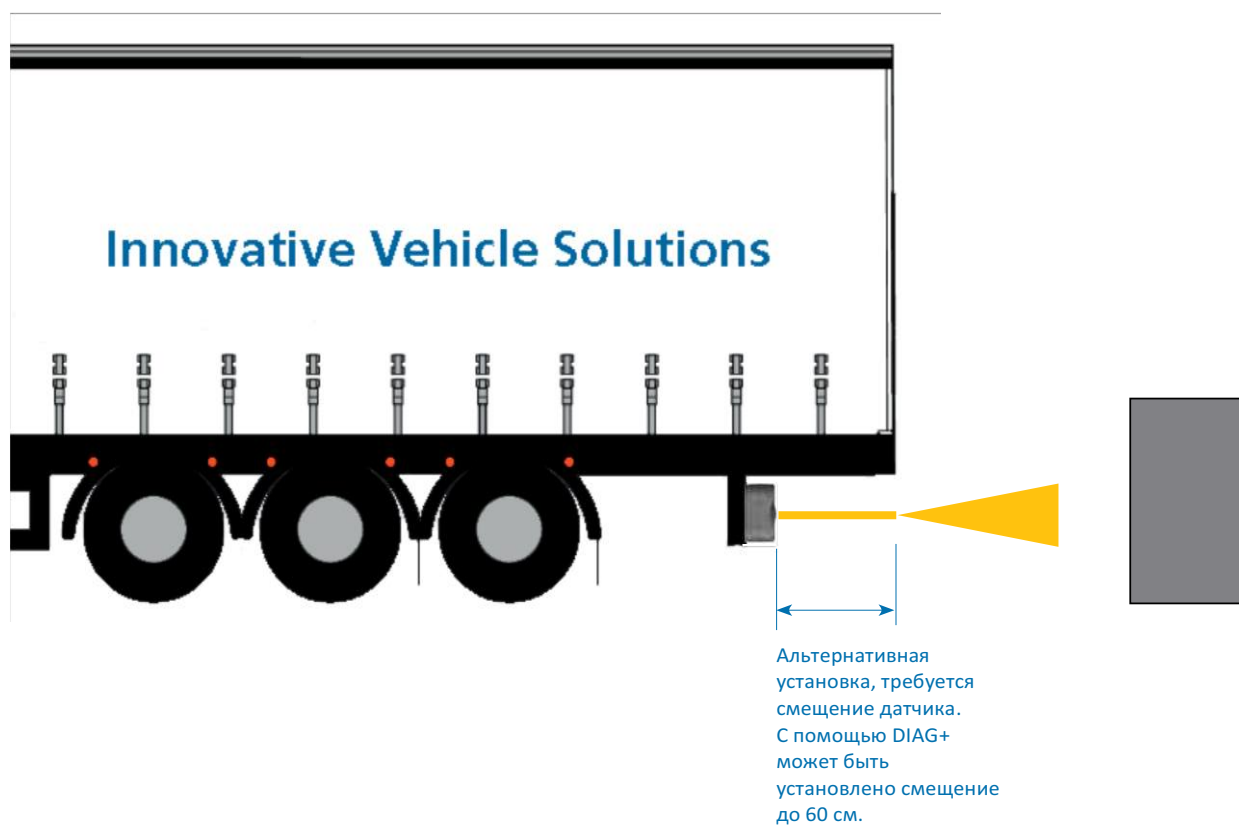 Innovative Vehicle Solutions
Альтернативная
установка, требуется
смещение датчика.
С помощью DIAG+
может быть
установлено смещение
до 60 см.